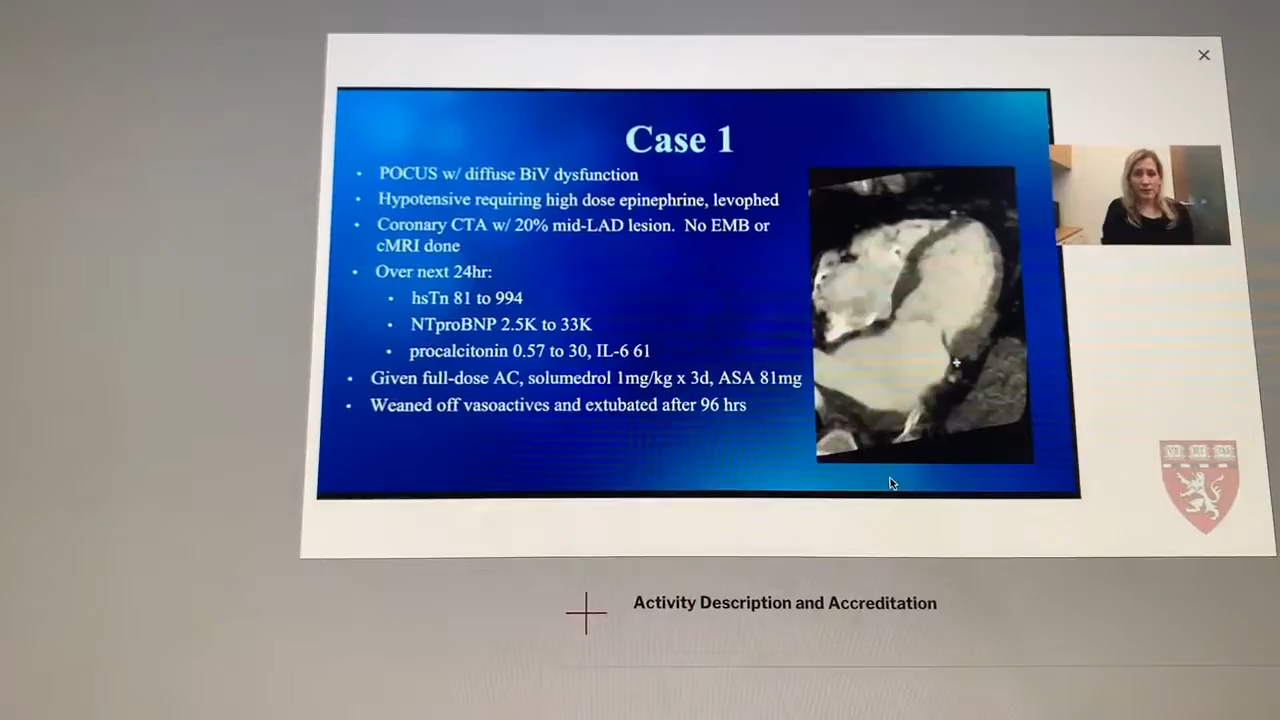 Case 1
POCUS w/ diffuse BiV dysfunction
Hypotensive requiring high dose epinephrine, levophed
Coronary CTA w/ 20% mid-LAD lesion. No EMB or
cMRI done
Over next 24hr:
hsTn 81 to 994
NTproBNP 2.5K to 33K
procalcitonin 0.57 to 30, IL-6 61
Given full-dose AC, solumedrol 1mg/kg x 3d, ASA 81mg
Weaned off vasoactives and extubated after 96 hrs
VE RI TAS
Activity Description and Accreditation